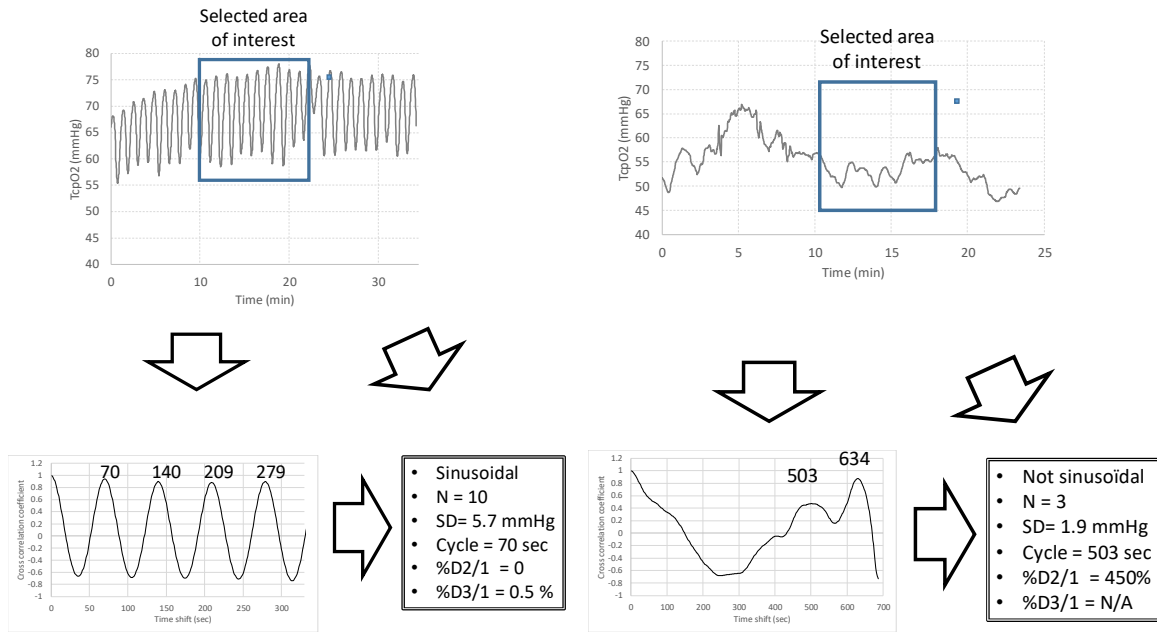 Selected area
of interest
80
75
70
65
60
55
50
45
40
TcpO2 (mmHg)
0 10 20 30
Time (min)
Selected area
of interest
80
75
70
65
60
55
50
45
40
TcpO2 (mmHg)
0 5 10 15 20 25
Time (min)
70 140 209 279
1.2
1
0.8
0.6
0.4
0.2
0
-0.2
-0.4
-0.6
-0.8
-1
Cross correlation coefficient
0 50 100 150 200 250 300
Time shift (sec)
• Sinusoidal
• N = 10
• SD= 5.7 mmHg
• Cycle = 70 sec
• %D2/1 = 0
• %D3/1 = 0.5 %
503 634
1.2
1
0.8
0.6
0.4
0.2
0
-0.2
-0.4
-0.6
-0.8
-1
Cross correlation coefficient
0 100 200 300 400 500 600 700
Time shift (sec)
• Not sinusoïdal
• N = 3
• SD= 1.9 mmHg
• Cycle = 503 sec
• %D2/1 = 450%
• %D3/1 = N/A